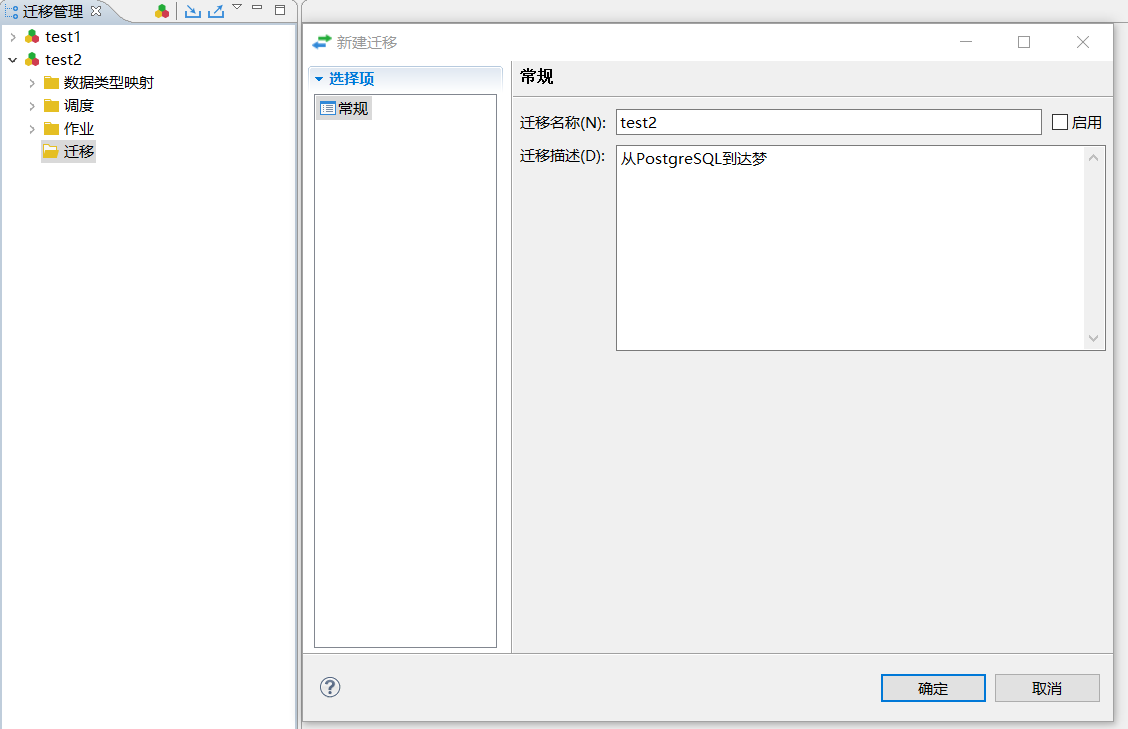 迁移管理
test1
test2
数据类型映射
调度
作业
迁移
新建迁移
选择项
常规
常规
迁移名称(N):
test2
启用
迁移描述(D):
从PostgreSQL到达梦
确定
取消